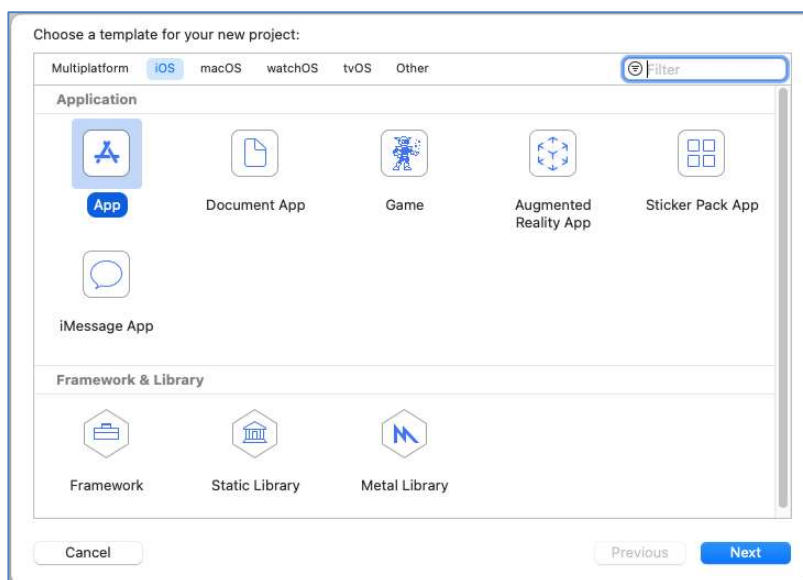 Choose a template for your new project:
Multiplatform iOS macOS watchOS tvOS Other Filter
Application
App Document App Game Augmented Reality App Sticker Pack App
iMessage App
Framework & Library
Framework Static Library Metal Library
Cancel Previous Next